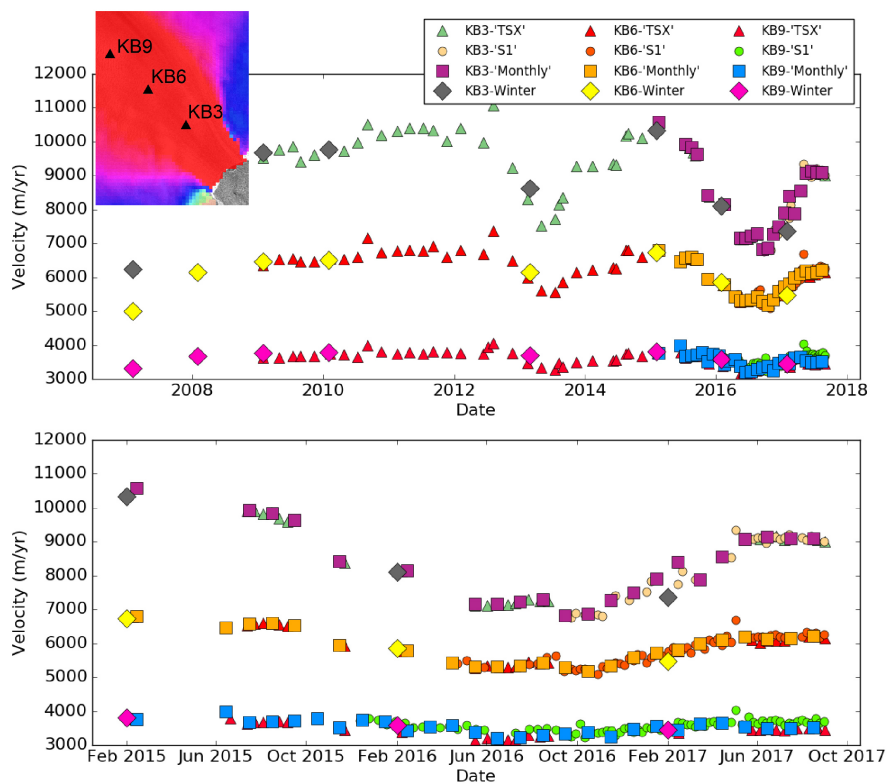 KB9
KB6
KB3
KB3-'TSX' KB6-'TSX' KB9-'TSX'
KB3-'S1' KB6-'S1' KB9-'S1'
KB3-'Monthly' KB6-'Monthly' KB9-'Monthly'
KB3-Winter KB6-Winter KB9-Winter
12000
11000
10000
9000
8000
7000
6000
5000
4000
3000
Velocity (m/yr)
2008 2010 2012 2014 2016 2018
Date
12000
11000
10000
9000
8000
7000
6000
5000
4000
3000
Velocity (m/yr)
Feb 2015 Jun 2015 Oct 2015 Feb 2016 Jun 2016 Oct 2016 Feb 2017 Jun 2017 Oct 2017
Date